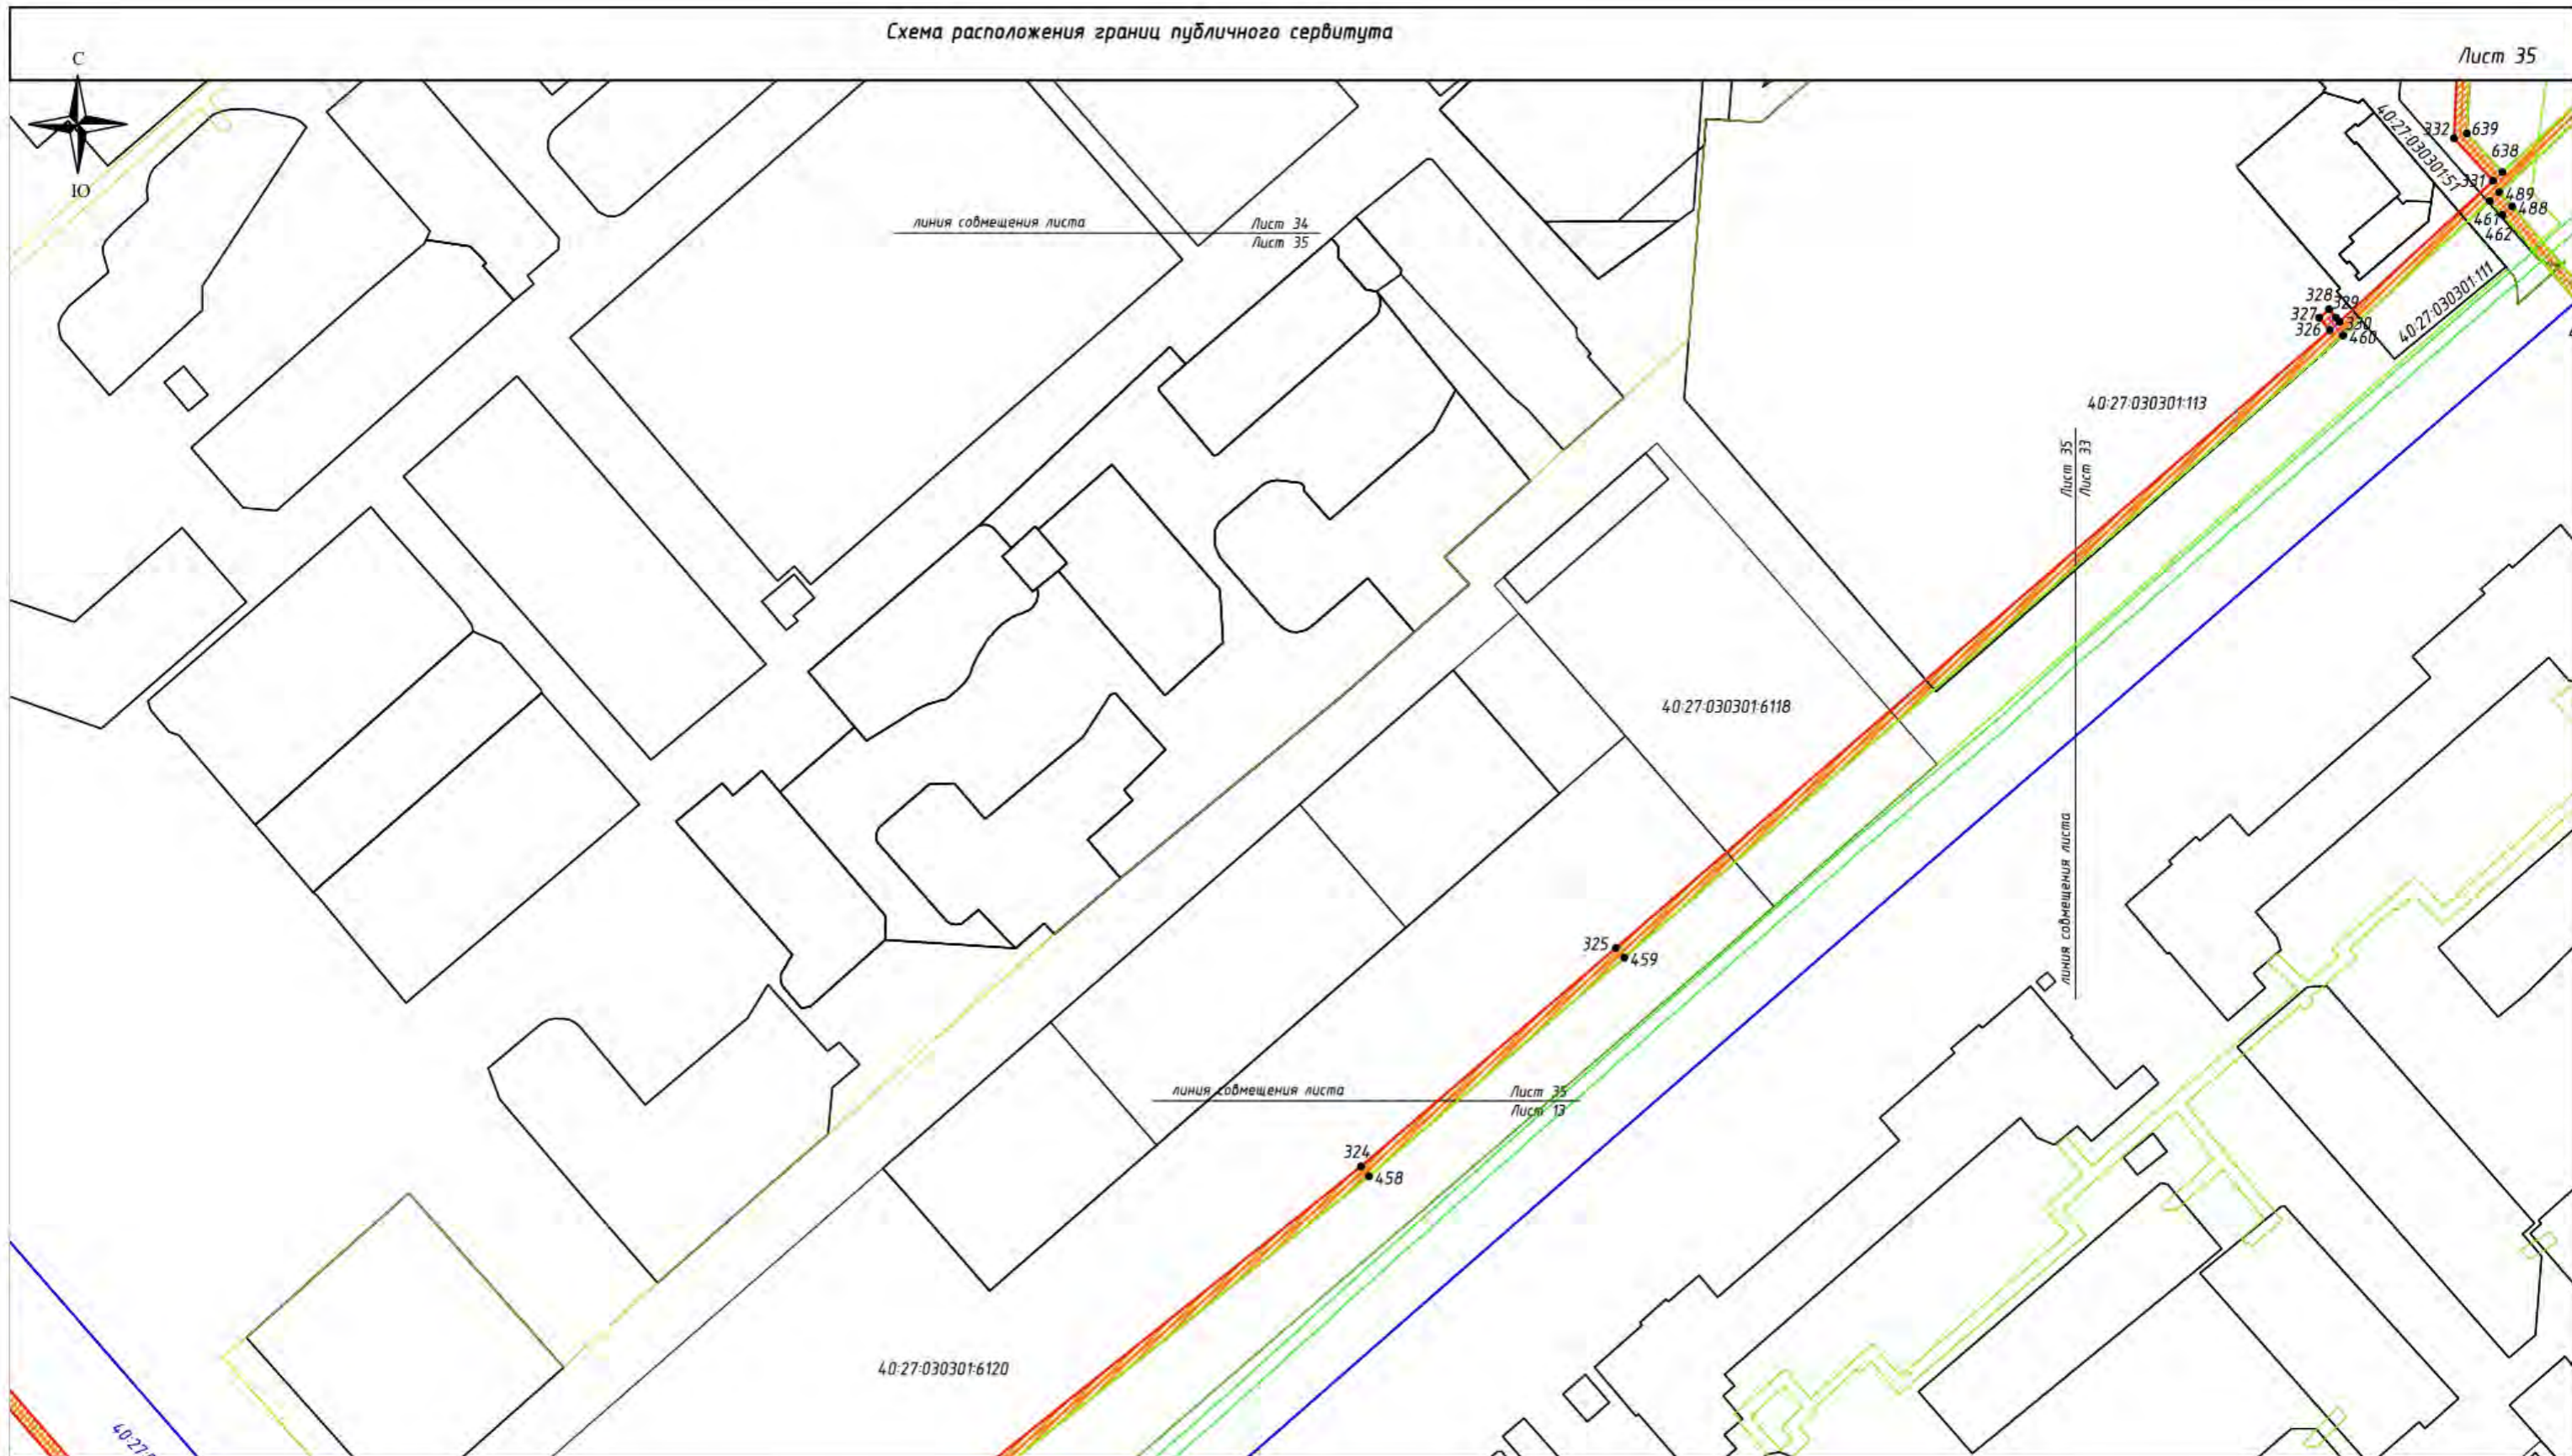 Схема расположения границ публичного сервитута
Лист 35
С
Ю
линия совмещения листа
Лист 34
Лист 35
332
639
638
40:27:030301:51
331
489
488
461
462
328
329
327
330
326
460
40:27:030301:111
40:27:030301:113
Лист 35
Лист 33
линия совмещения листа
40:27:030301:6118
325
459
линия совмещения листа
Лист 35
Лист 13
324
458
40:27:030301:6120
40:27: